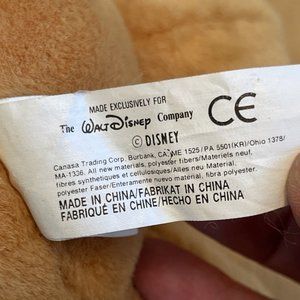 MADE EXCLUSIVELY FOR
The Walt Disney Company
CE
© DISNEY
Canasa Trading Corp. Burbank, CA/ME 1525/PA 5501(KR)/Ohio 1378/
MA-1336. All new materials, polyester fibers/Materiels neuf,
fibres synthetiques et cellulosiques/Alles neues Material,
polyester Faser/Enteramente nuevo material, fibra de
polyester.
MADE IN CHINA/FABRIKAT IN CHINA
FABRIQUÉ EN CHINE/HECHO EN CHINA